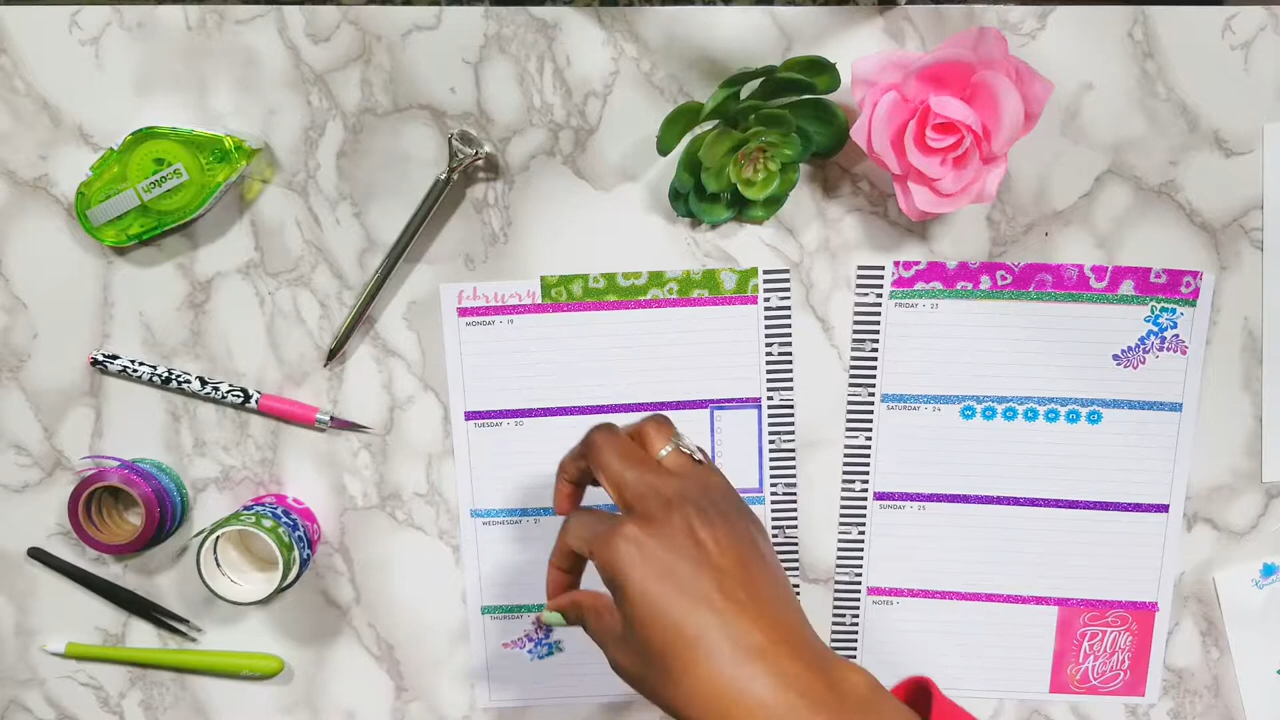 Scotch
february
MONDAY • 19
TUESDAY • 20
WEDNESDAY • 21
THURSDAY •
FRIDAY • 23
SATURDAY • 24
weekend
SUNDAY • 25
NOTES •
REJOICE
ALWAYS